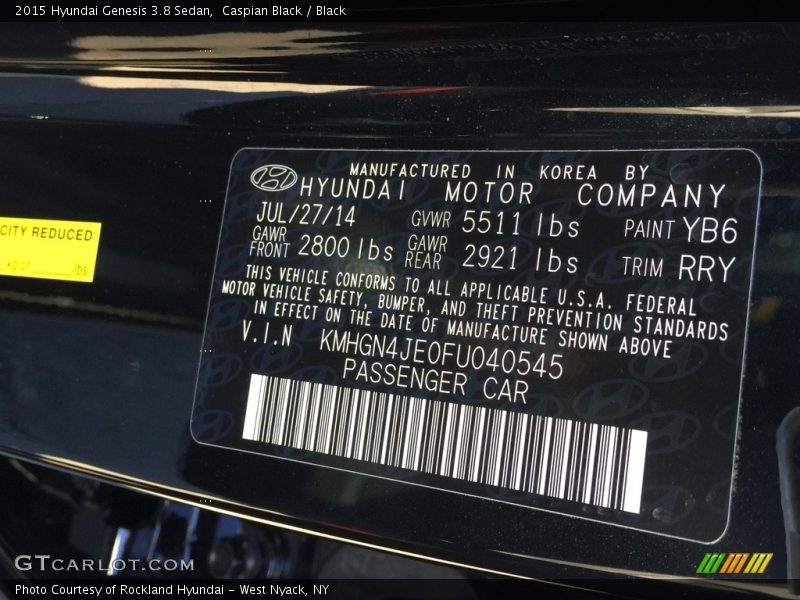 2015 Hyundai Genesis 3.8 Sedan,  Caspian Black / Black
MANUFACTURED IN KOREA BY
HYUNDAI MOTOR COMPANY
JUL/27/14 GVWR 5511 lbs PAINT YB6
GAWR FRONT 2800 lbs GAWR REAR 2921 lbs TRIM RRY
THIS VEHICLE CONFORMS TO ALL APPLICABLE U.S.A. FEDERAL
MOTOR VEHICLE SAFETY, BUMPER, AND THEFT PREVENTION STANDARDS
IN EFFECT ON THE DATE OF MANUFACTURE SHOWN ABOVE
V.I.N KMHGN4JE0FU040545
PASSENGER CAR
CITY REDUCED
kg or lbs
GTCARLOT.COM
Photo Courtesy of Rockland Hyundai - West Nyack, NY